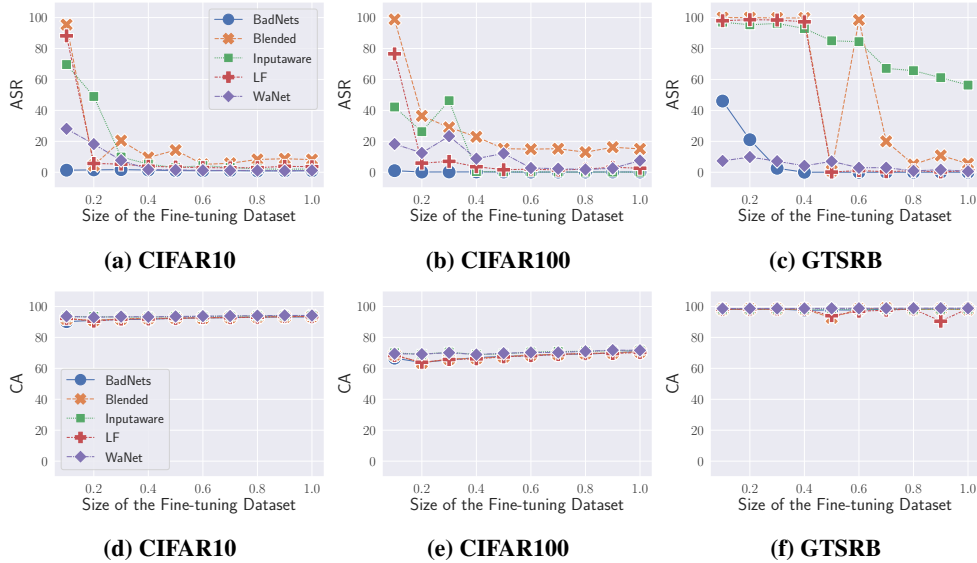 100
80
60
40
20
0
ASR
BadNets
Blended
Inputaware
LF
WaNet
0.2 0.4 0.6 0.8 1.0
Size of the Fine-tuning Dataset
(a) CIFAR10
100
80
60
40
20
0
ASR
0.2 0.4 0.6 0.8 1.0
Size of the Fine-tuning Dataset
(b) CIFAR100
100
80
60
40
20
0
ASR
0.2 0.4 0.6 0.8 1.0
Size of the Fine-tuning Dataset
(c) GTSRB
100
80
60
40
20
0
CA
BadNets
Blended
Inputaware
LF
WaNet
0.2 0.4 0.6 0.8 1.0
Size of the Fine-tuning Dataset
(d) CIFAR10
100
80
60
40
20
0
CA
0.2 0.4 0.6 0.8 1.0
Size of the Fine-tuning Dataset
(e) CIFAR100
100
80
60
40
20
0
CA
0.2 0.4 0.6 0.8 1.0
Size of the Fine-tuning Dataset
(f) GTSRB